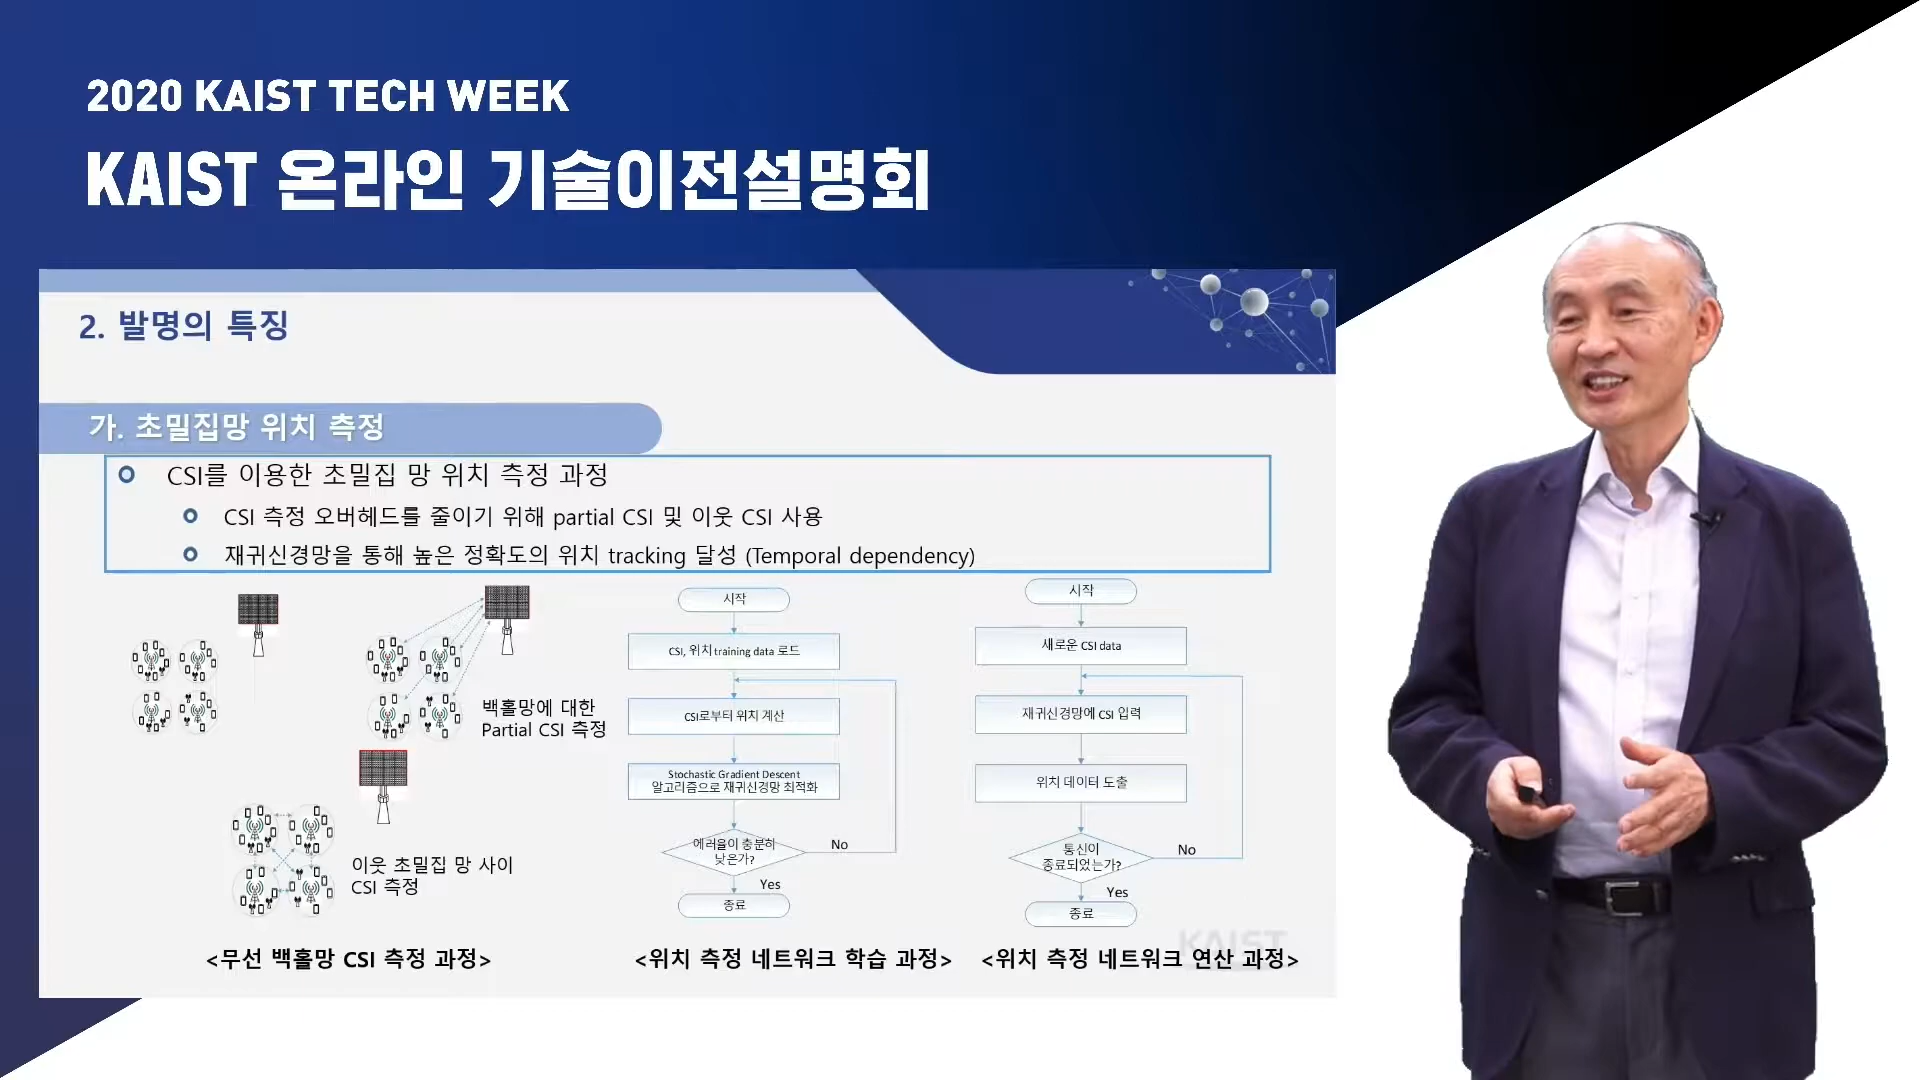 2020 KAIST TECH WEEK
KAIST 온라인 기술이전설명회
2. 발명의 특징
가. 초밀집망 위치 측정
CSI를 이용한 초밀집 망 위치 측정 과정
CSI 측정 오버헤드를 줄이기 위해 partial CSI 및 이웃 CSI 사용
재귀신경망을 통해 높은 정확도의 위치 tracking 달성 (Temporal dependency)
백홀망에 대한
Partial CSI 측정
이웃 초밀집 망 사이
CSI 측정
<무선 백홀망 CSI 측정 과정>
시작
CSI, 위치 training data 로드
CSI로부터 위치 계산
Stochastic Gradient Descent
알고리즘으로 재귀신경망 최적화
에러율이 충분히
낮은가?
No
Yes
종료
<위치 측정 네트워크 학습 과정>
시작
새로운 CSI data
재귀신경망에 CSI 입력
위치 데이터 도출
통신이
종료되었는가?
No
Yes
종료
KAIST
<위치 측정 네트워크 연산 과정>